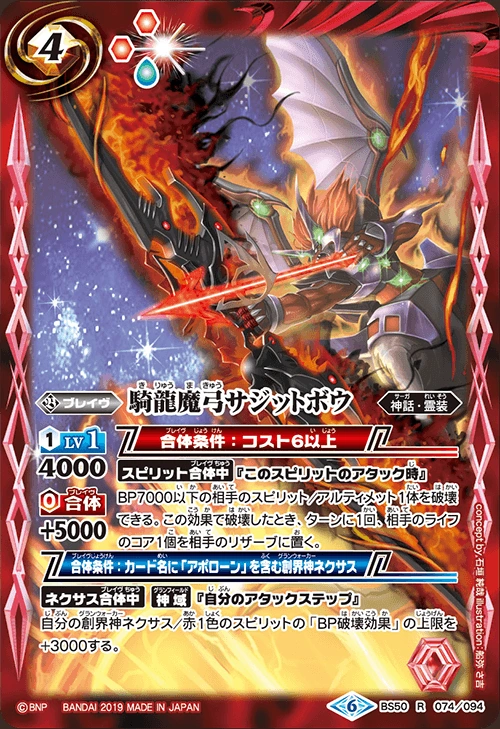 4
騎龍魔弓サジットボウ
ブレイヴ
神話・霊装
1 LV1
4000
合体
+5000
合体条件：コスト6以上
スピリット合体中『このスピリットのアタック時』
BP7000以下の相手のスピリット/アルティメット1体を破壊
できる。この効果で破壊したとき、ターンに1回、相手のライフ
のコア1個を相手のリザーブに置く。
合体条件：カード名に「アポローン」を含む創界神ネクサス
ネクサス合体中 神域 『自分のアタックステップ』
自分の創界神ネクサス/赤1色のスピリットの「BP破壊効果」の上限を
+3000する。
concept by:石垣 純哉 illustration:船弥 さ吉
©BNP BANDAI 2019 MADE IN JAPAN
6 BS50 R 074/094